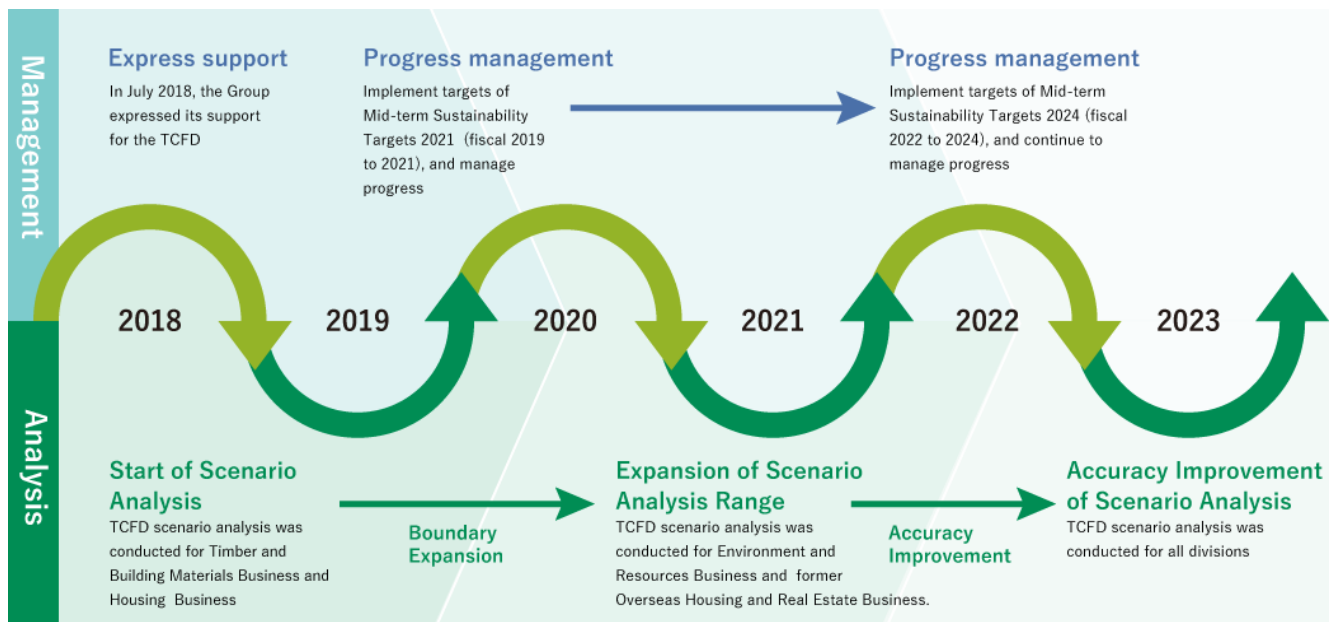 Management
Express support
In July 2018, the Group
expressed its support
for the TCFD
Progress management
Implement targets of
Mid-term Sustainability
Targets 2021 (fiscal 2019
to 2021), and manage
progress
Progress management
Implement targets of Mid-term
Sustainability Targets 2024 (fiscal
2022 to 2024), and continue to
manage progress
2018
2019
2020
2021
2022
2023
Analysis
Start of Scenario
Analysis
TCFD scenario analysis was
conducted for Timber and
Building Materials Business and
Housing Business
Boundary
Expansion
Expansion of Scenario
Analysis Range
TCFD scenario analysis was
conducted for Environment and
Resources Business and former
Overseas Housing and Real Estate Business.
Accuracy
Improvement
Accuracy Improvement
of Scenario Analysis
TCFD scenario analysis was
conducted for all divisions